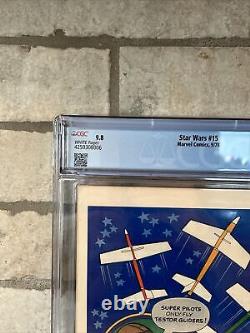 CGC
9.8
WHITE Pages
Star Wars #15
Marvel Comics, 9/78
SUPER PILOTS
ONLY FLY
TESTOR GLIDERS!